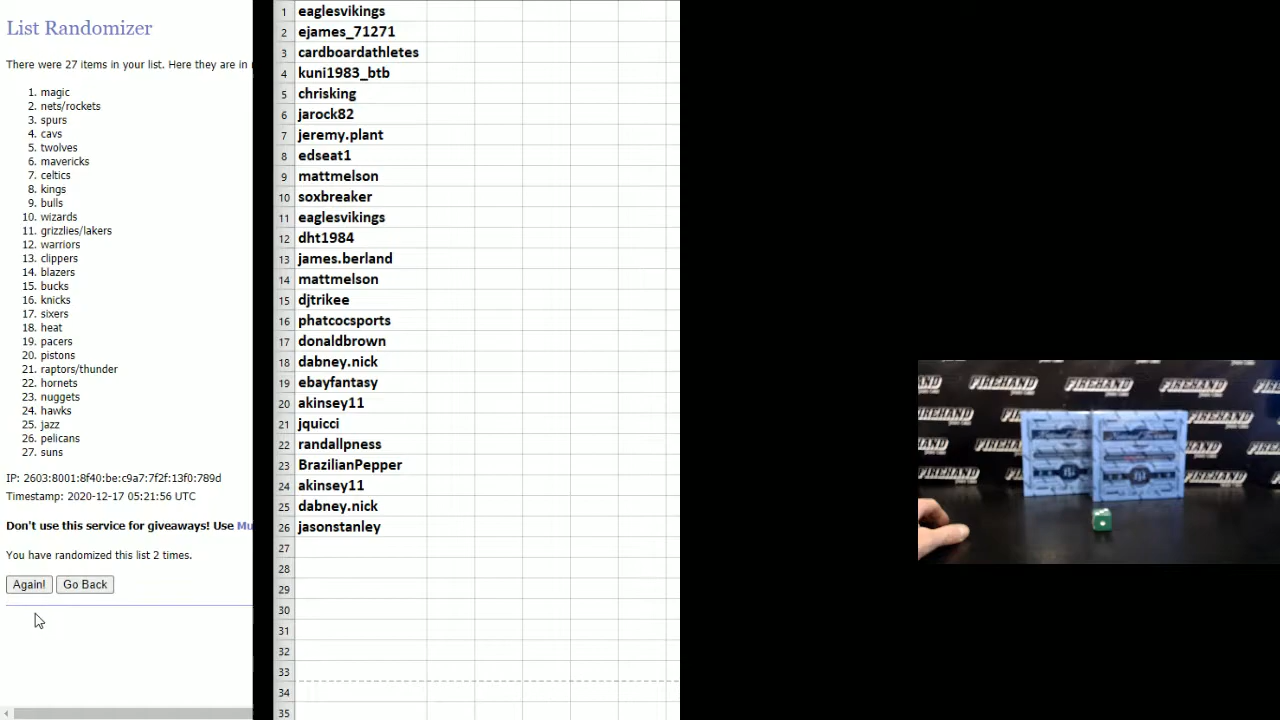 List Randomizer
There were 27 items in your list. Here they are in
1. magic
2. nets/rockets
3. spurs
4. cavs
5. twolves
6. mavericks
7. celtics
8. kings
9. bulls
10. wizards
11. grizzlies/lakers
12. warriors
13. clippers
14. blazers
15. bucks
16. knicks
17. sixers
18. heat
19. pacers
20. pistons
21. raptors/thunder
22. hornets
23. nuggets
24. hawks
25. jazz
26. pelicans
27. suns
IP: 2603:8001:8f40:be:c9a7:7f2f:13f0:789d
Timestamp: 2020-12-17 05:21:56 UTC
Don't use this service for giveaways! Use
You have randomized this list 2 times.
Again! Go Back
1 eaglesvikings
2 ejames_71271
3 cardboardathletes
4 kuni1983_btb
5 chrisking
6 jarock82
7 jeremy.plant
8 edseat1
9 mattmelson
10 soxbreaker
11 eaglesvikings
12 dht1984
13 james.berland
14 mattmelson
15 djtrikee
16 phatcocsports
17 donaldbrown
18 dabney.nick
19 ebayfantasy
20 akinsey11
21 jquicci
22 randallpness
23 BrazilianPepper
24 akinsey11
25 dabney.nick
26 jasonstanley
27
28
29
30
31
32
33
34
35
FIREHAND
FIREHAND
FIREHAND
FIREHAND
FIREHAND
FIREHAND
FIREHAND